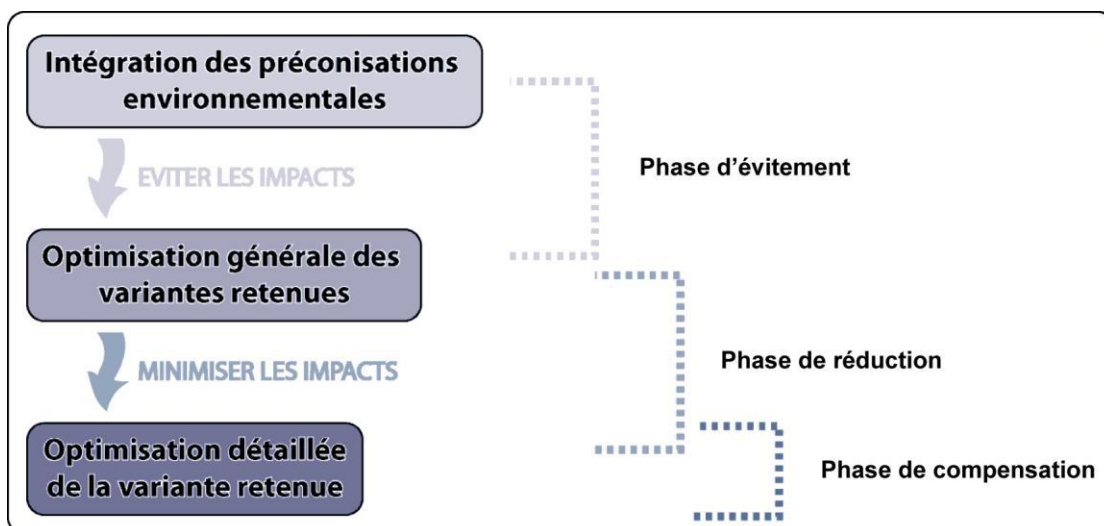 Intégration des préconisations
environnementales
EVITER LES IMPACTS
Phase d'évitement
Optimisation générale des
variantes retenues
MINIMISER LES IMPACTS
Phase de réduction
Optimisation détaillée
de la variante retenue
Phase de compensation